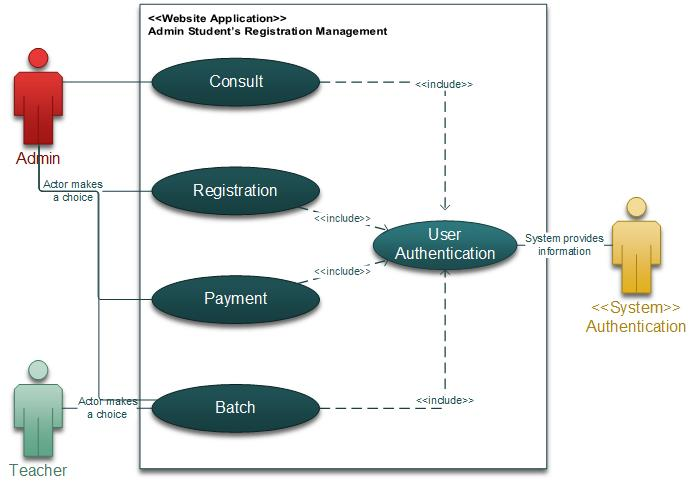 <<Website Application>>
Admin Student's Registration Management
Consult
<<include>>
Admin
Actor makes
a choice
Registration
<<include>>
User
Authentication
System provides
information
<<include>>
Payment
<<System>>
Authentication
Actor makes
a choice
Batch
<<include>>
Teacher